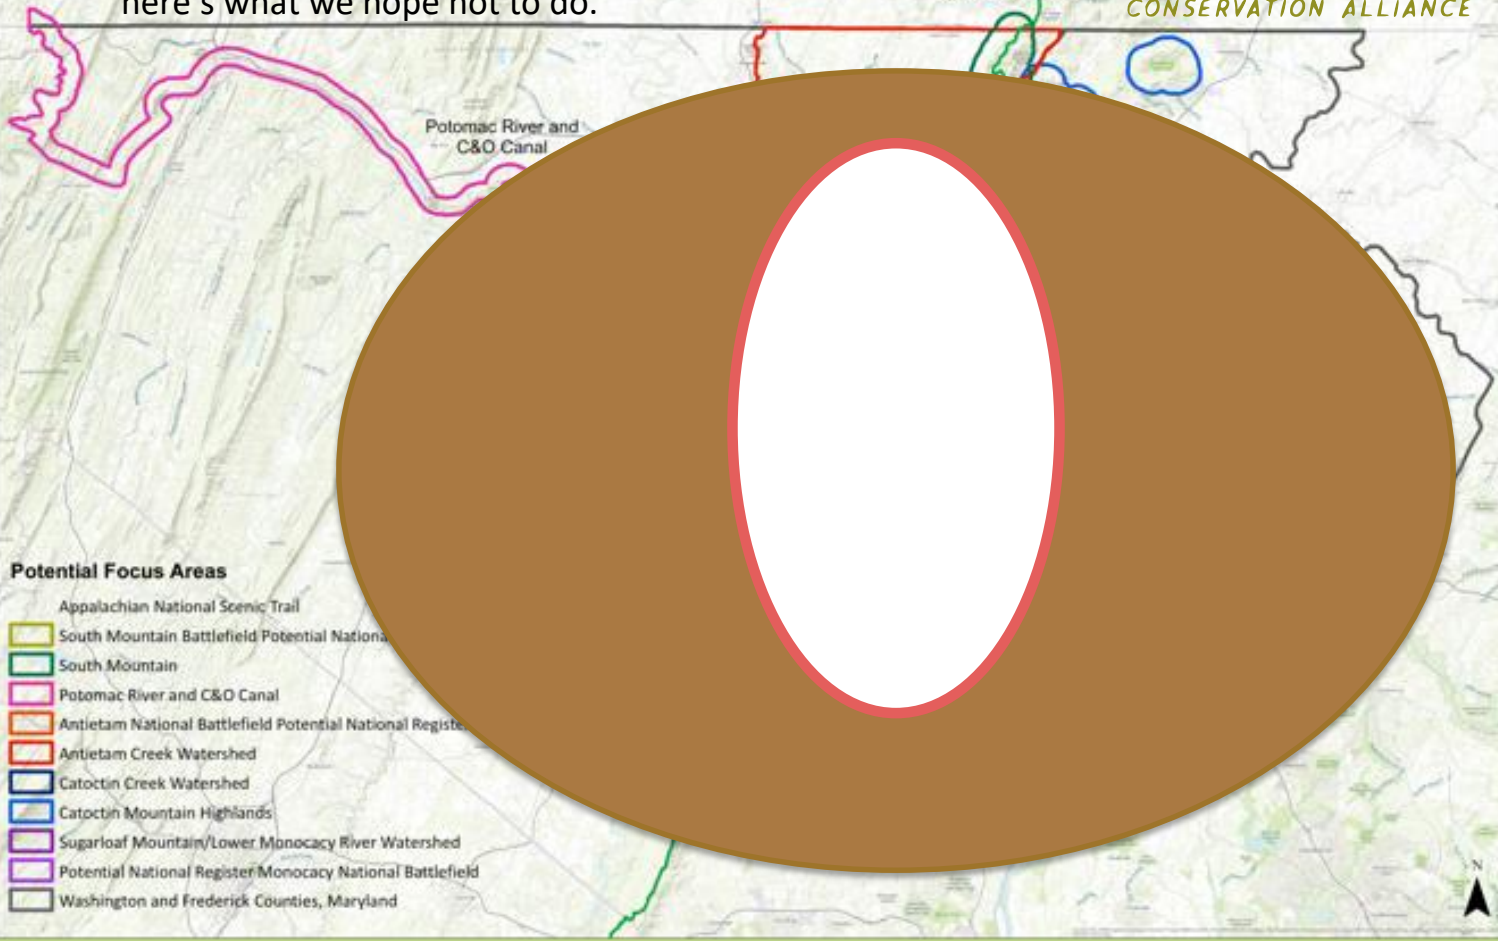 here's what we hope not to do.
CONSERVATION ALLIANCE
Potomac River and
C&O Canal
Potential Focus Areas
Appalachian National Scenic Trail
South Mountain Battlefield Potential Nationa
South Mountain
Potomac River and C&O Canal
Antietam National Battlefield Potential National Registe
Antietam Creek Watershed
Catoctin Creek Watershed
Catoctin Mountain Highlands
Sugarloaf Mountain/Lower Monocacy River Watershed
Potential National Register Monocacy National Battlefield
Washington and Frederick Counties, Maryland
N